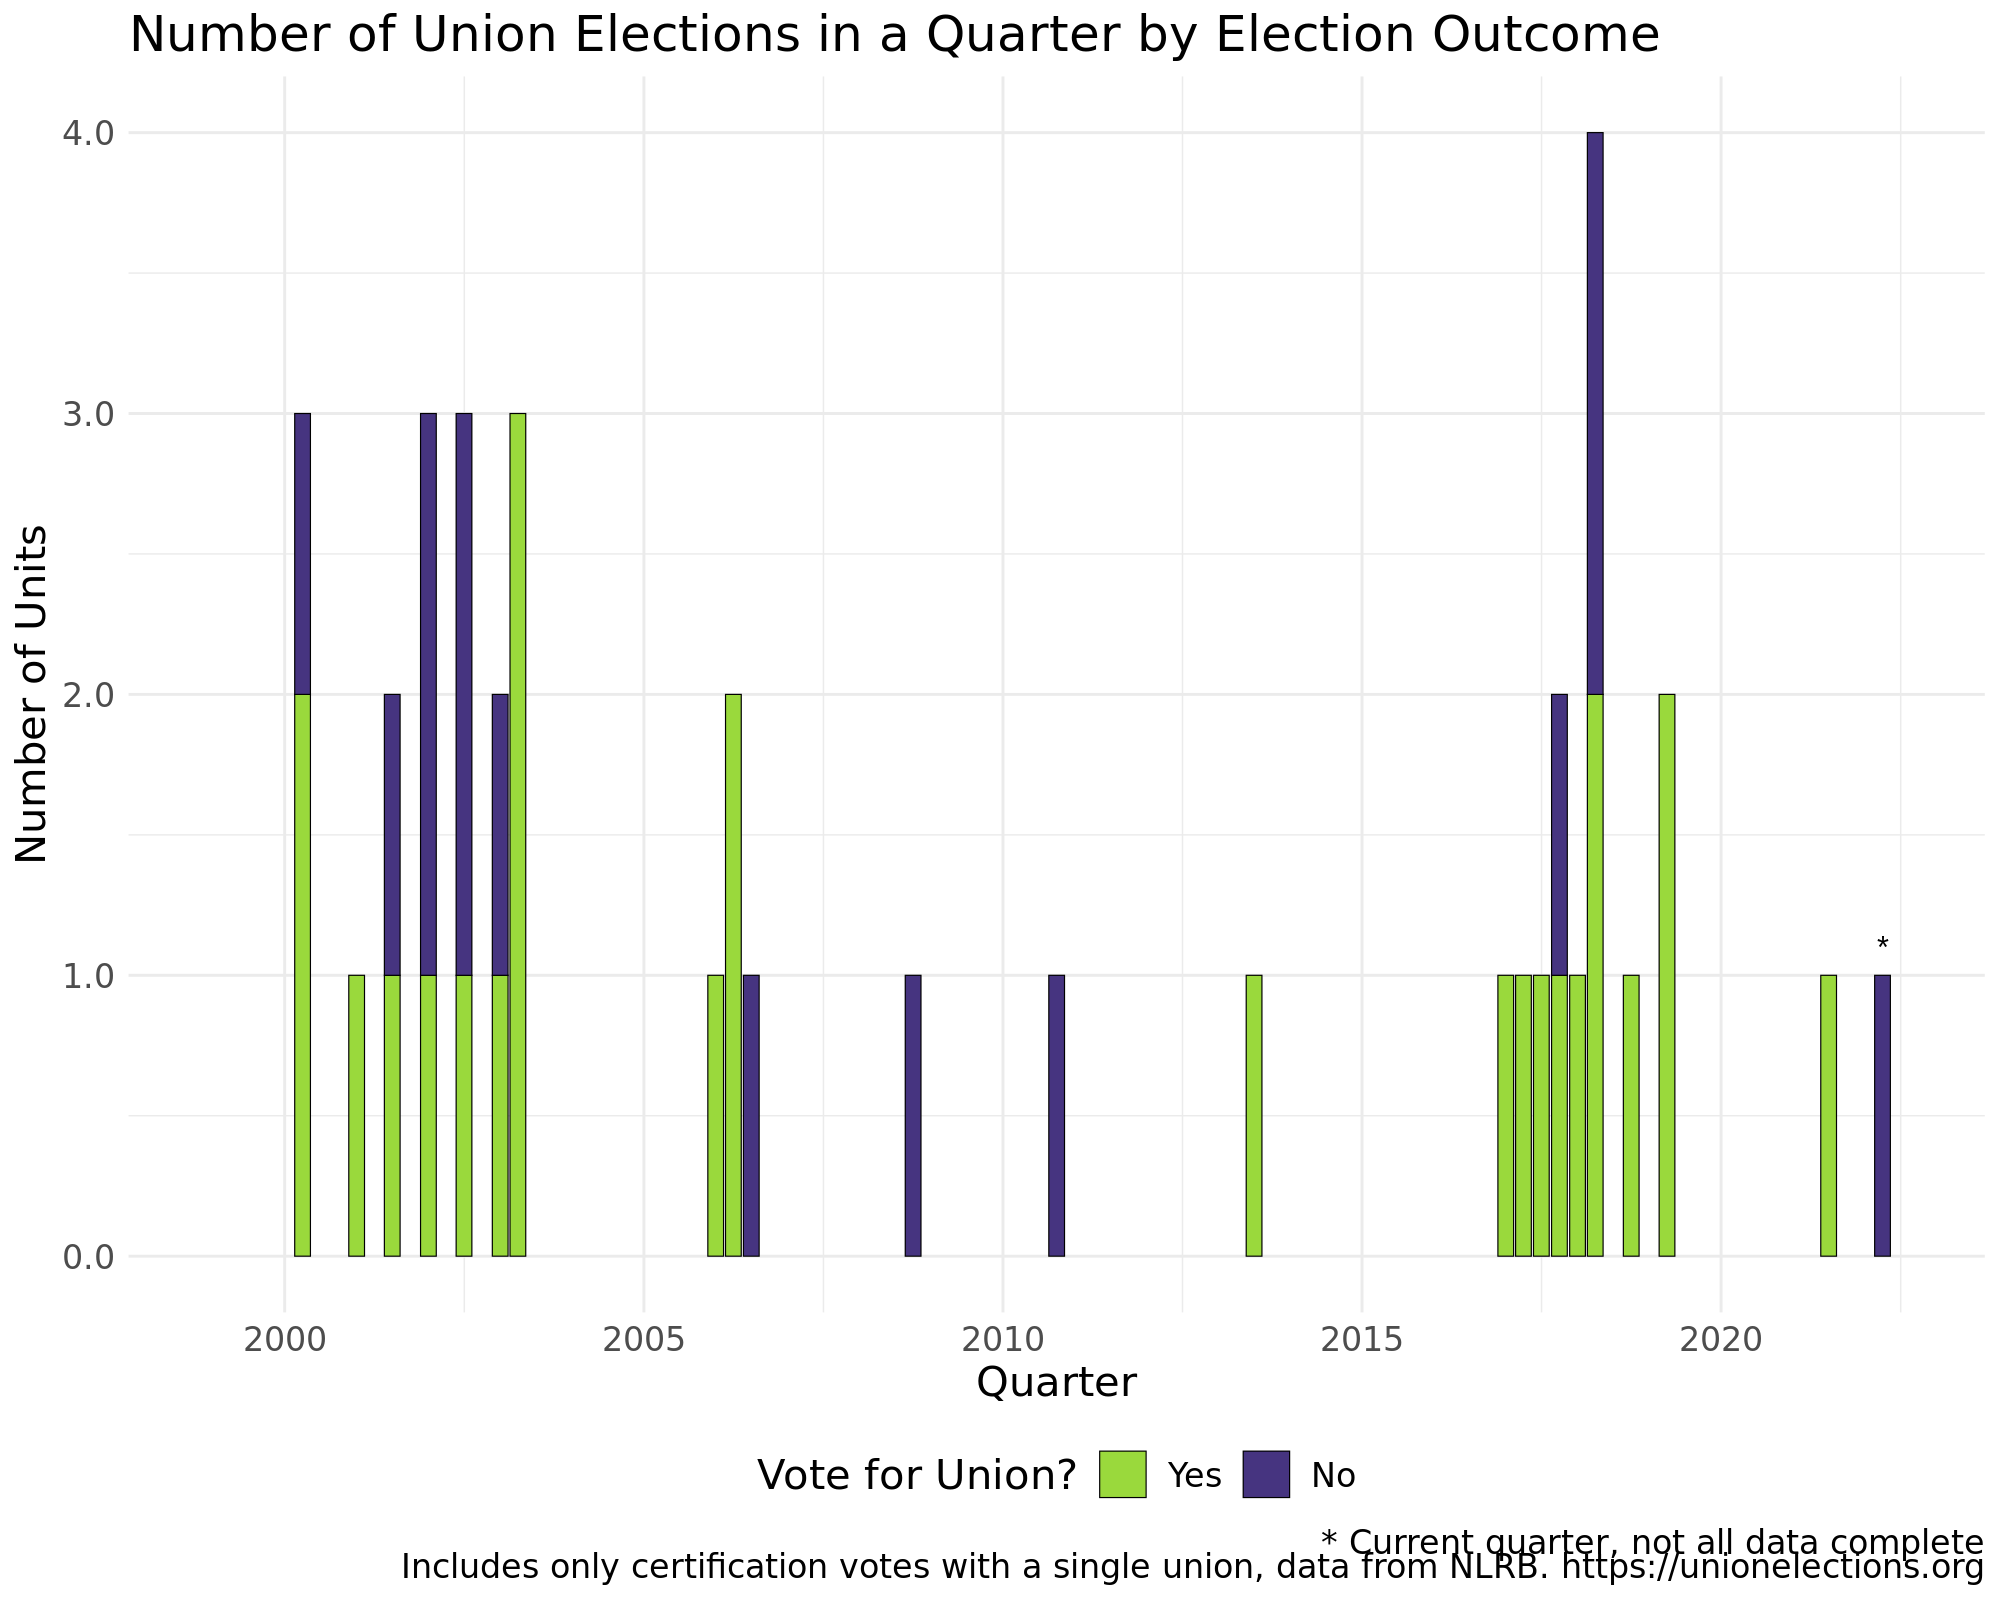 Number of Union Elections in a Quarter by Election Outcome
4.0
3.0
2.0
1.0
0.0
Number of Units
*
2000 2005 2010 2015 2020
Quarter
Vote for Union? Yes No
* Current quarter, not all data complete
Includes only certification votes with a single union, data from NLRB. https://unionelections.org